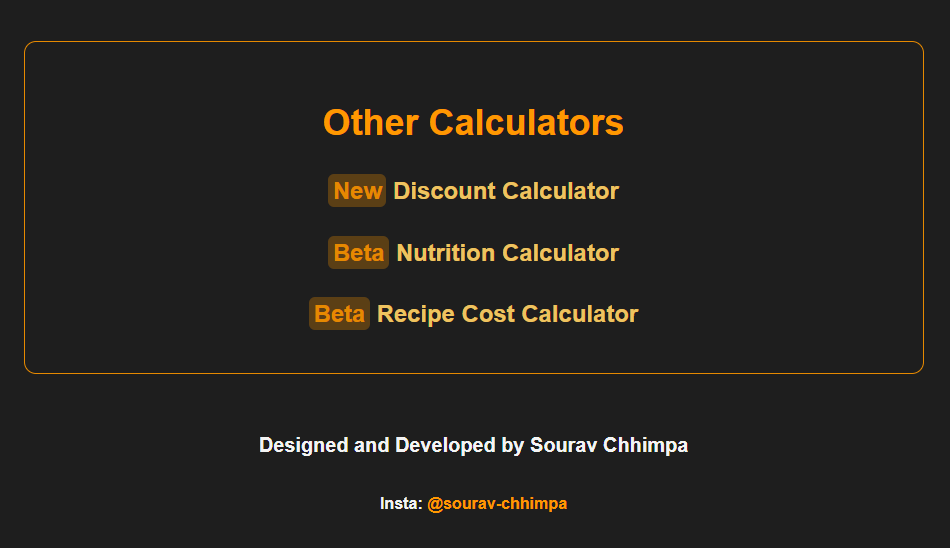 Other Calculators
New Discount Calculator
Beta Nutrition Calculator
Beta Recipe Cost Calculator
Designed and Developed by Sourav Chhimpa
Insta: @sourav-chhimpa